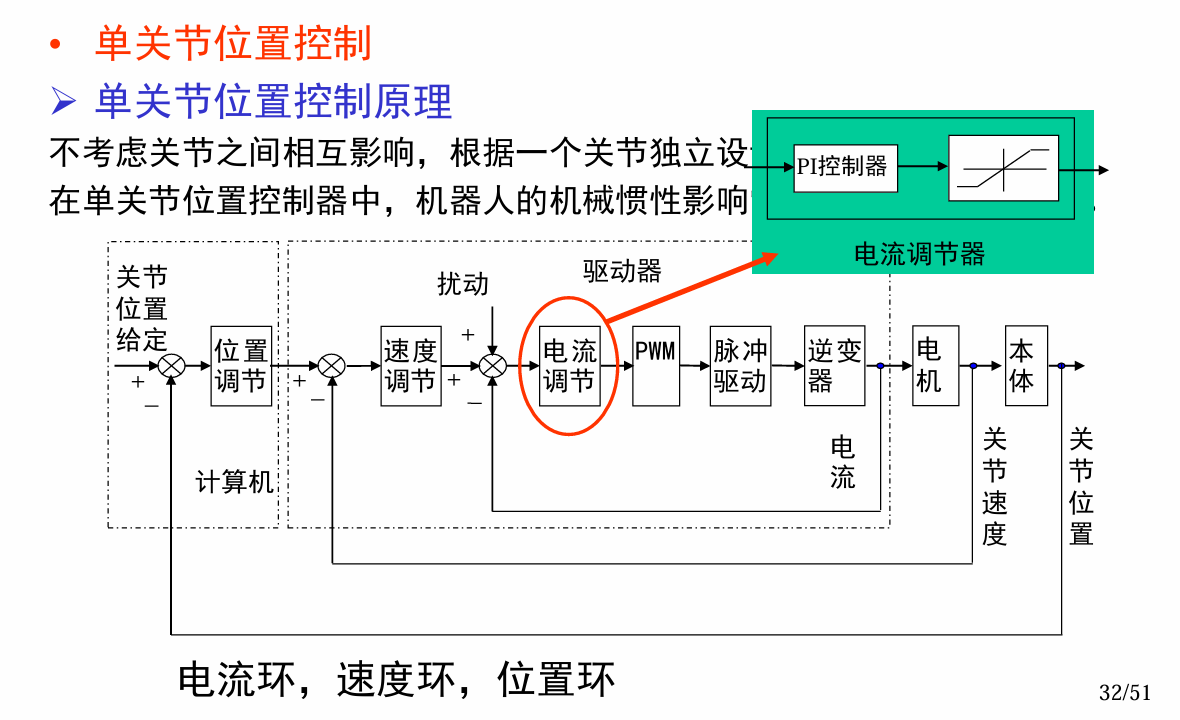 • 单关节位置控制
➢ 单关节位置控制原理
不考虑关节之间相互影响，根据一个关节独立设
在单关节位置控制器中，机器人的机械惯性影响
PI控制器
电流调节器
关节
位置
给定
扰动
驱动器
+
位置
调节
速度
调节
电流
调节
PWM
脉冲
驱动
逆变
器
电
机
本
体
+
–
+
–
+
–
计算机
电
流
关
节
速
度
关
节
位
置
电流环，速度环，位置环
32/51